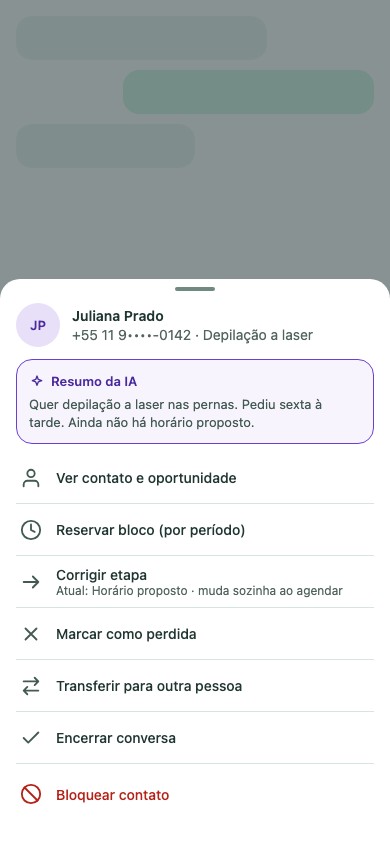 JP
Juliana Prado
+55 11 9••••-0142 · Depilação a laser
Resumo da IA
Quer depilação a laser nas pernas. Pediu sexta à
tarde. Ainda não há horário proposto.
Ver contato e oportunidade
Reservar bloco (por período)
Corrigir etapa
Atual: Horário proposto · muda sozinha ao agendar
Marcar como perdida
Transferir para outra pessoa
Encerrar conversa
Bloquear contato